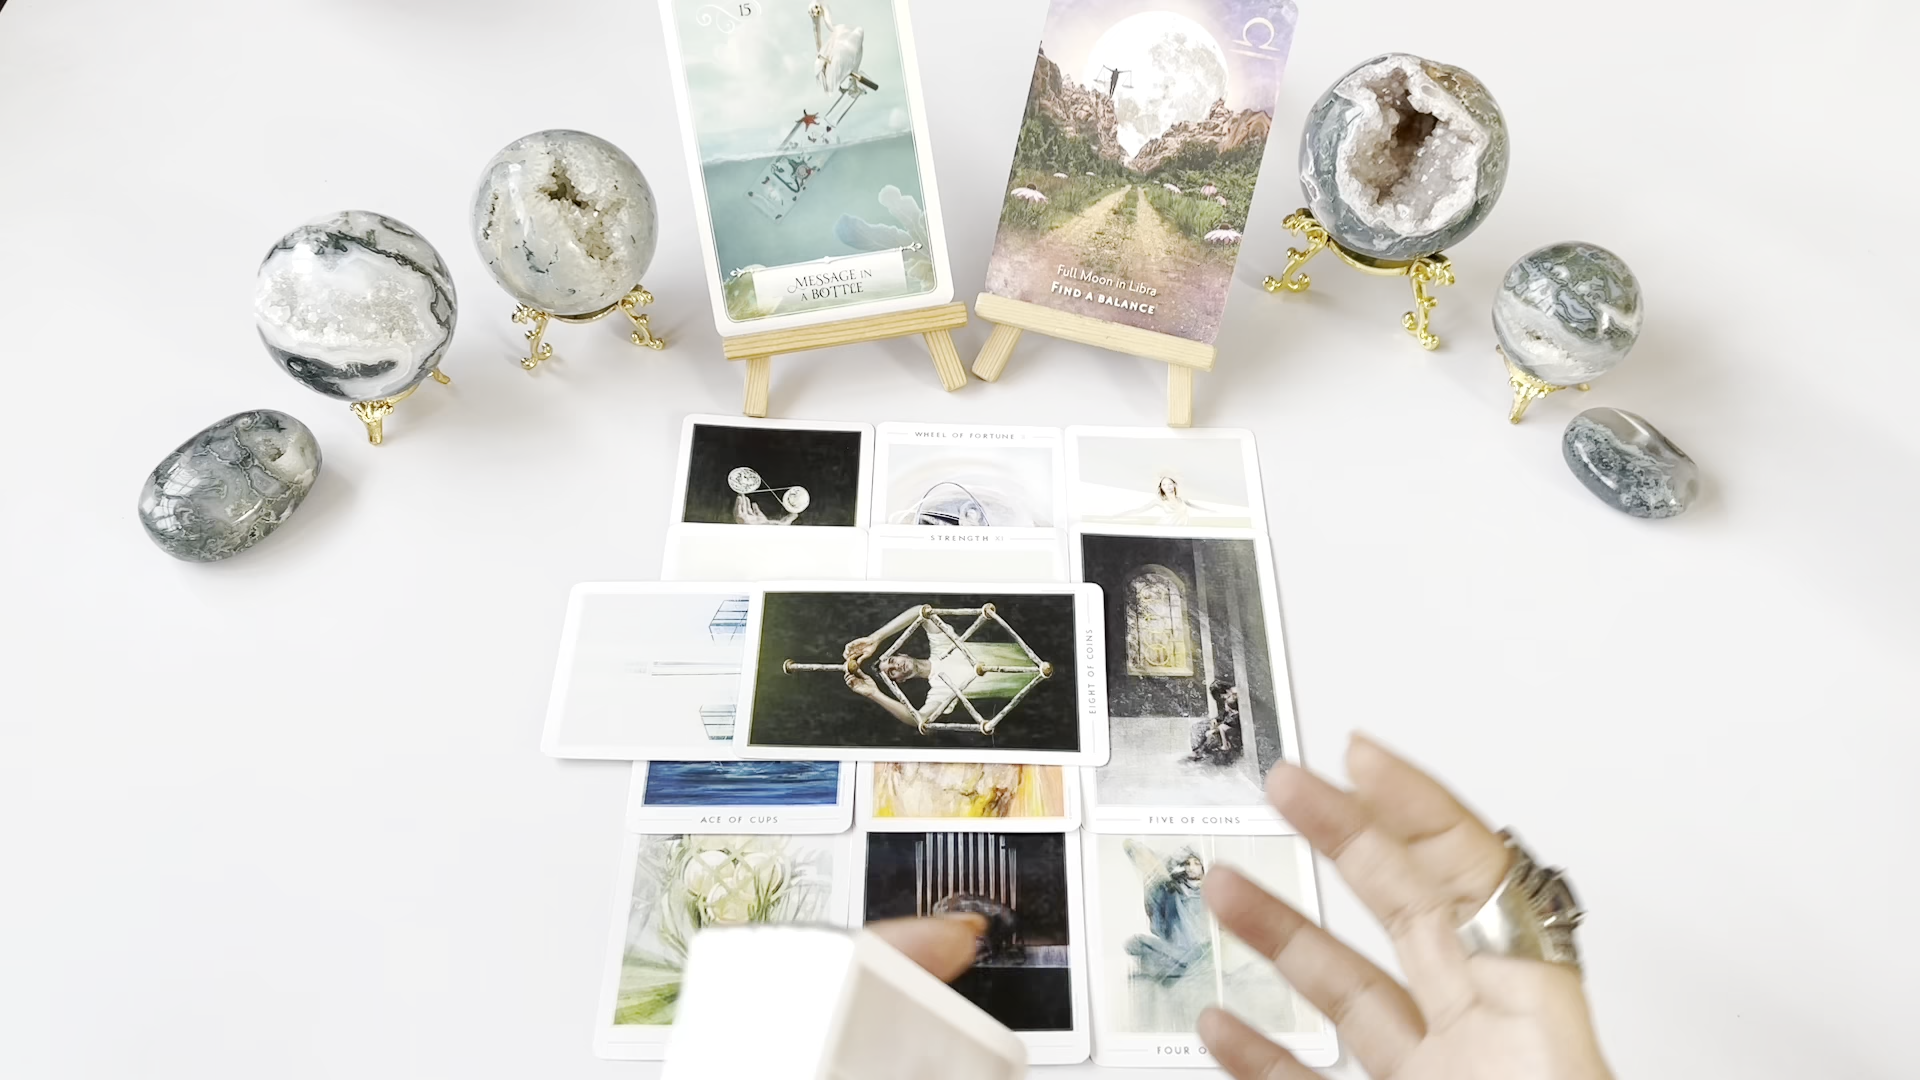 15
MESSAGE IN
A BOTTLE
Full Moon in Libra
FIND A BALANCE
WHEEL OF FORTUNE X
STRENGTH XI
EIGHT OF COINS
ACE OF CUPS
FIVE OF COINS
FOUR O